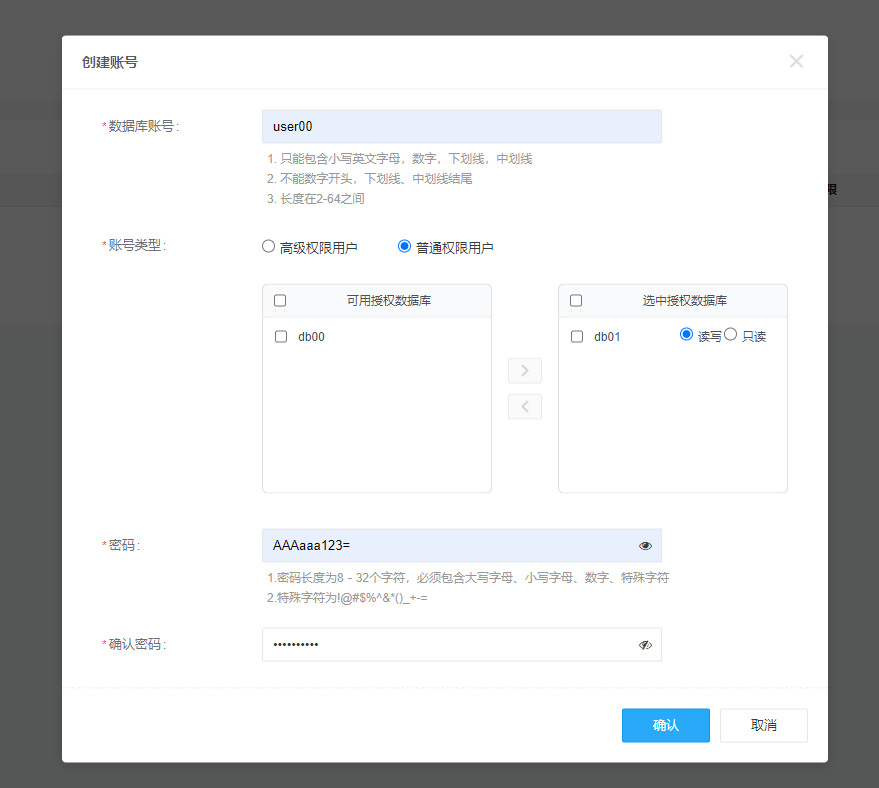 创建账号
*数据库账号:
user00
1. 只能包含小写英文字母，数字，下划线，中划线
2. 不能数字开头，下划线、中划线结尾
3. 长度在2-64之间
限
*账号类型:
高级权限用户 普通权限用户
可用授权数据库
db00
选中授权数据库
db01 读写 只读
*密码:
AAAaaa123=
1.密码长度为8 - 32个字符，必须包含大写字母、小写字母、数字、特殊字符
2.特殊字符为!@#$%^&*()_+-=
*确认密码:
••••••••••
确认 取消